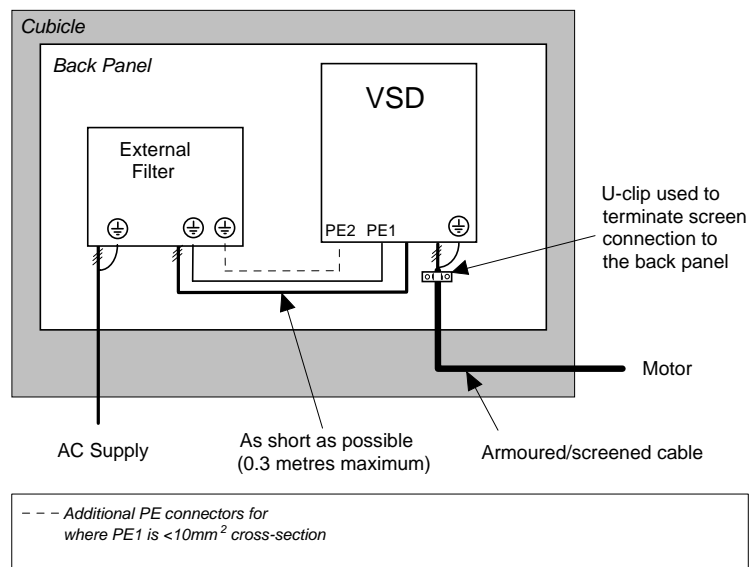 Cubicle
Back Panel
VSD
External
Filter
PE2 PE1
U-clip used to
terminate screen
connection to
the back panel
Motor
AC Supply
As short as possible
(0.3 metres maximum)
Armoured/screened cable
Additional PE connectors for
where PE1 is <10mm² cross-section